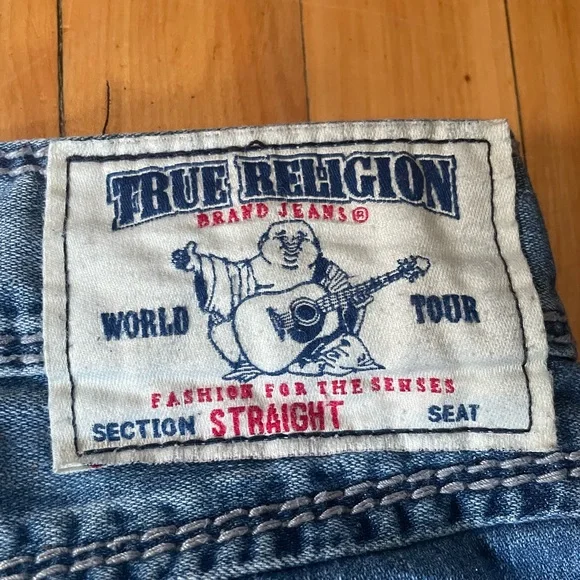 TRUE RELIGION
BRAND JEANS®
WORLD TOUR
FASHION FOR THE SENSES
SECTION STRAIGHT SEAT